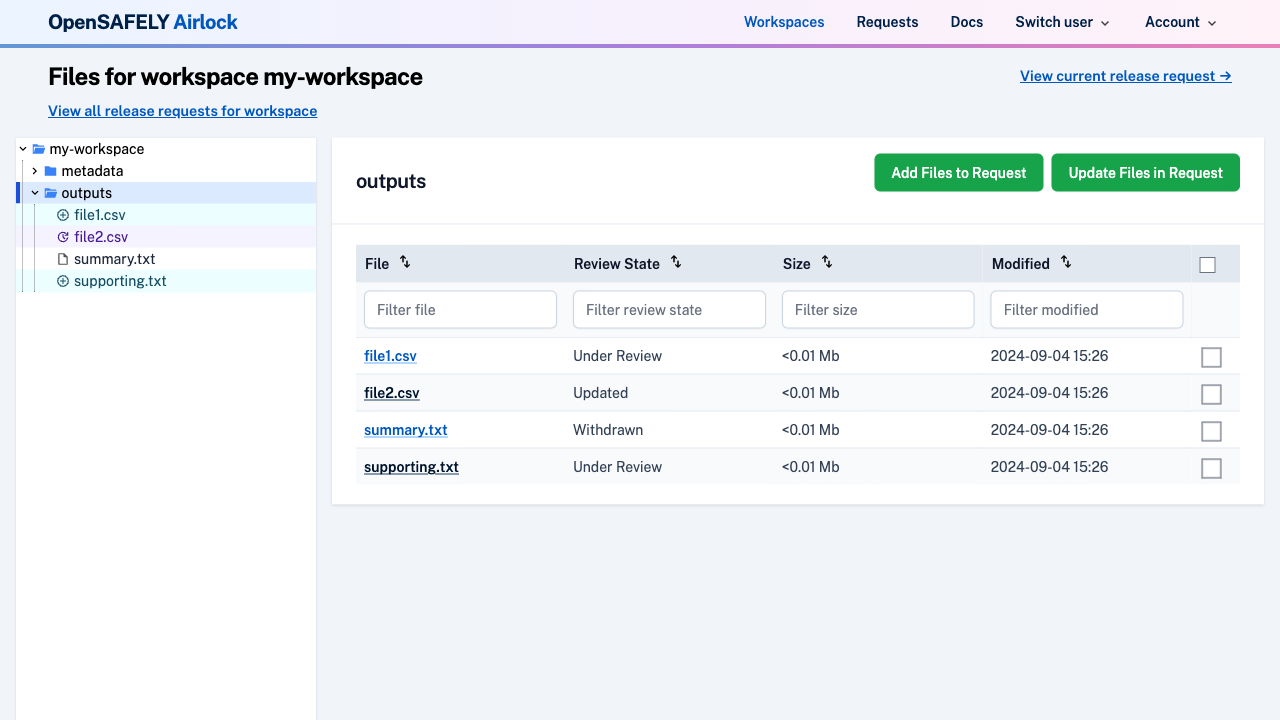 OpenSAFELY Airlock
Workspaces Requests Docs Switch user Account
Files for workspace my-workspace
View current release request →
View all release requests for workspace
my-workspace
metadata
outputs
file1.csv
file2.csv
summary.txt
supporting.txt
outputs
Add Files to Request Update Files in Request
File Review State Size Modified
Filter file Filter review state Filter size Filter modified
file1.csv Under Review <0.01 Mb 2024-09-04 15:26
file2.csv Updated <0.01 Mb 2024-09-04 15:26
summary.txt Withdrawn <0.01 Mb 2024-09-04 15:26
supporting.txt Under Review <0.01 Mb 2024-09-04 15:26